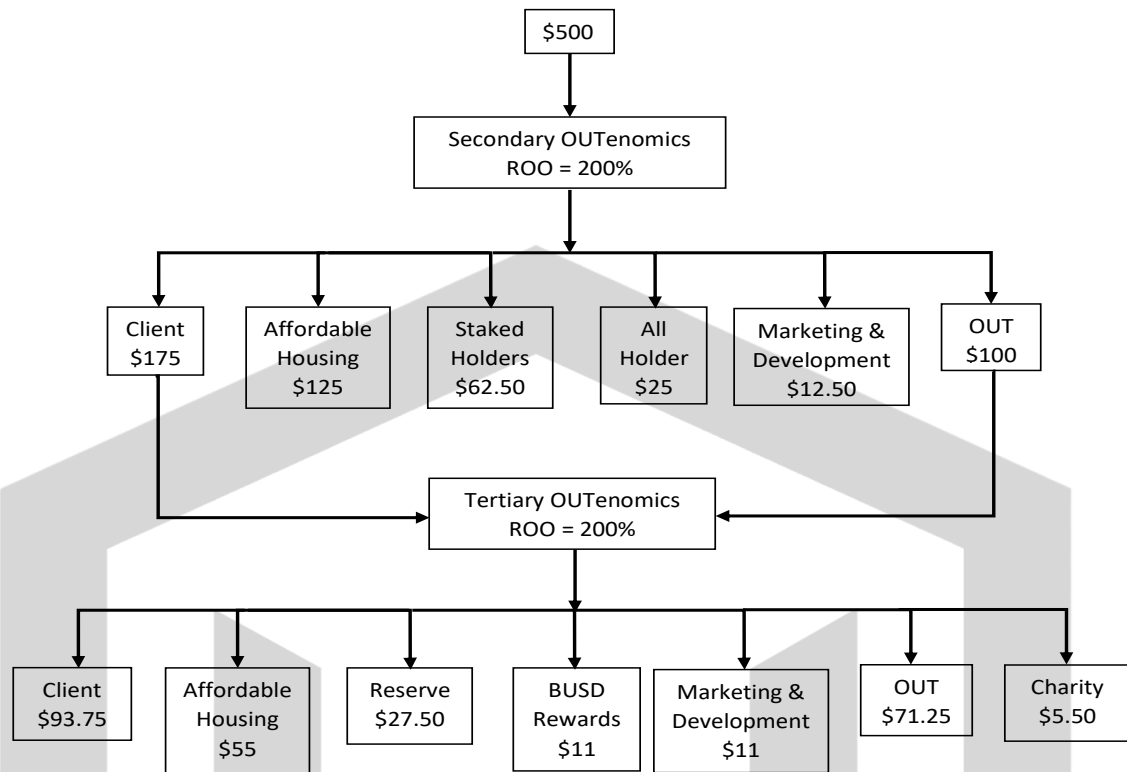 $500
Secondary OUTenomics
ROO = 200%
Client
$175
Affordable
Housing
$125
Staked
Holders
$62.50
All
Holder
$25
Marketing &
Development
$12.50
OUT
$100
Tertiary OUTenomics
ROO = 200%
Client
$93.75
Affordable
Housing
$55
Reserve
$27.50
BUSD
Rewards
$11
Marketing &
Development
$11
OUT
$71.25
Charity
$5.50